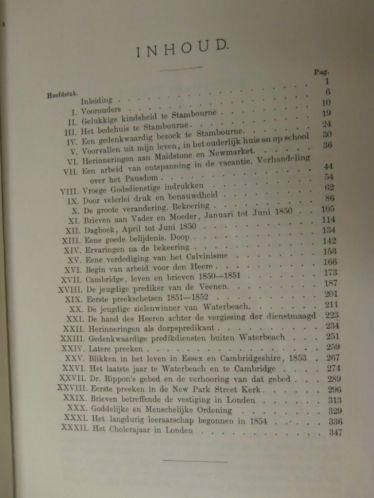 INHOUD.
Hoofdstuk. Pag.
Inleiding 1
I. Voorouders 6
II. Gelukkige kindsheid te Stambourne 10
III. Het bedehuis te Stambourne 19
IV. Een gedenkwaardig bezoek te Stambourne. 24
V. Voorvallen uit mijn leven, in het ouderlijk huis en op school 30
VI. Herinneringen aan Maidstone en Newmarket. 36
VII. Een arbeid van ontspanning in de vacantie. Verhandeling
over het Pausdom 44
VIII. Vroege Godsdienstige indrukken 54
IX. Door velerlei druk en benauwdheid 62
X. De groote verandering. Bekeering 86
XI. Brieven aan Vader en Moeder, Januari tot Juni 1850 105
XII. Dagboek, April tot Juni 1850 114
XIII. Eene goede belijdenis. Doop 134
XIV. Ervaringen na de bekeering 142
XV. Eene verdediging van het Calvinisme 153
XVI. Begin van arbeid voor den Heere 166
XVII. Cambridge, leven en brieven 1850—1851 173
XVIII. De jeugdige prediker van de Veenen 187
XIX. Eerste preekschetsen 1851—1852 201
XX. De jeugdige zielenwinner van Waterbeach. 211
XXI. De hand des Heeren achter de vergissing der dienstmaagd 223
XXII. Herinneringen als dorpspredikant 234
XXIII. Gedenkwaardige predikdiensten buiten Waterbeach 251
XXIV. Latere preeken 259
XXV. Blikken in het leven in Essex en Cambridgeshire, 1853 267
XXVI. Het laatste jaar te Waterbeach en te Cambridge 274
XXVII. Dr. Rippon's gebed en de verhooring van dat gebed 289
XXVIII. Eerste preeken in de New Park Street Kerk 296
XXIX. Brieven betreffende de vestiging in Londen 313
XXX. Goddelijke en Menschelijke Ordening 329
XXXI. Het langdurig leeraarschap begonnen in 1854 336
XXXII. Het Cholerajaar in Londen 347